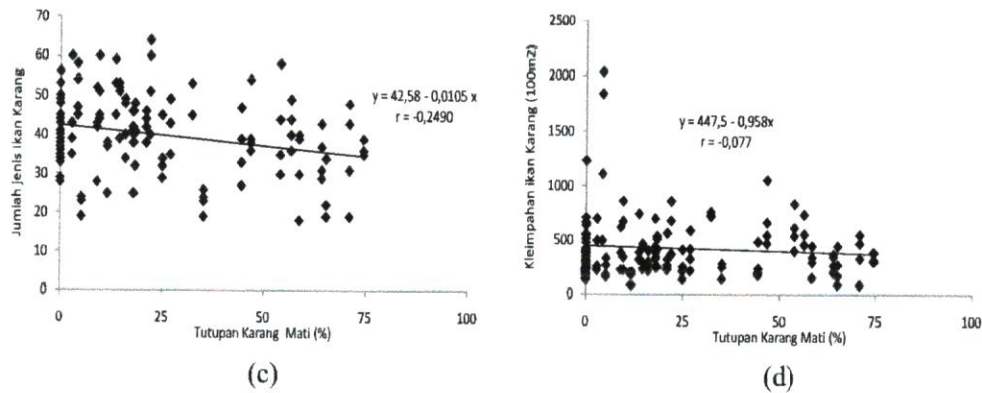 Jumlah jenis ikan Karang
70
60
50
40
30
20
10
0
0 25 50 75 100
Tutupan Karang Mati (%)
y = 42,58 - 0,0105 x
r = -0,2490
(c)
Kleimpahan ikan Karang (100m2)
2500
2000
1500
1000
500
0
0 25 50 75 100
Tutupan Karang Mati (%)
y = 447,5 - 0,958x
r = -0,077
(d)